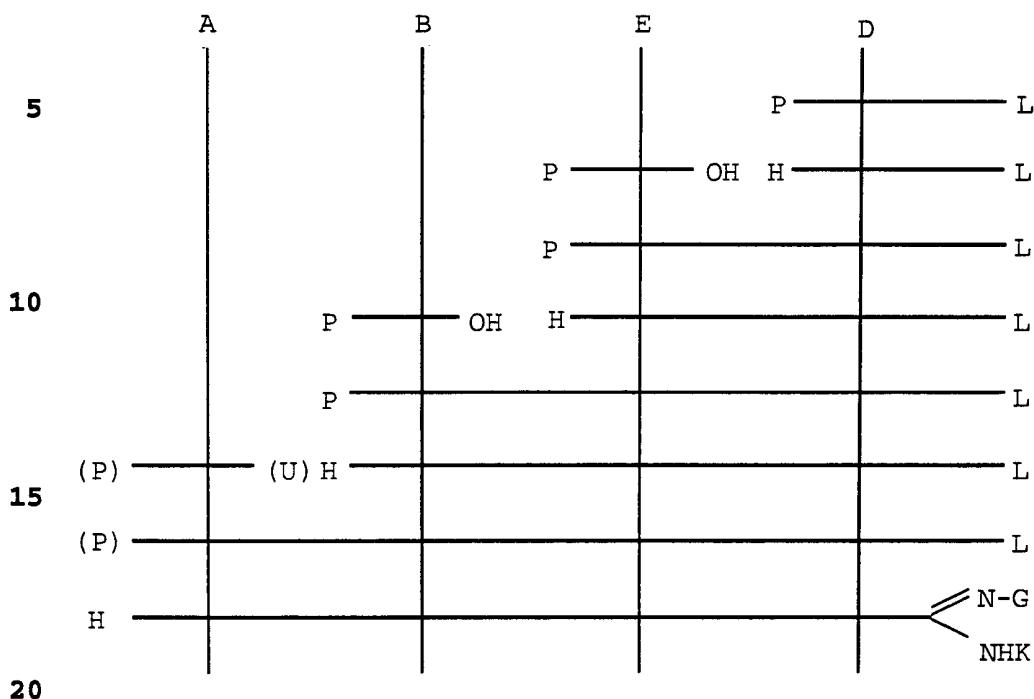 A B E D
5
P L
P OH H L
P L
10
P OH H L
P L
(P) (U) H L
15
(P) L
N-G
H
NHK
20